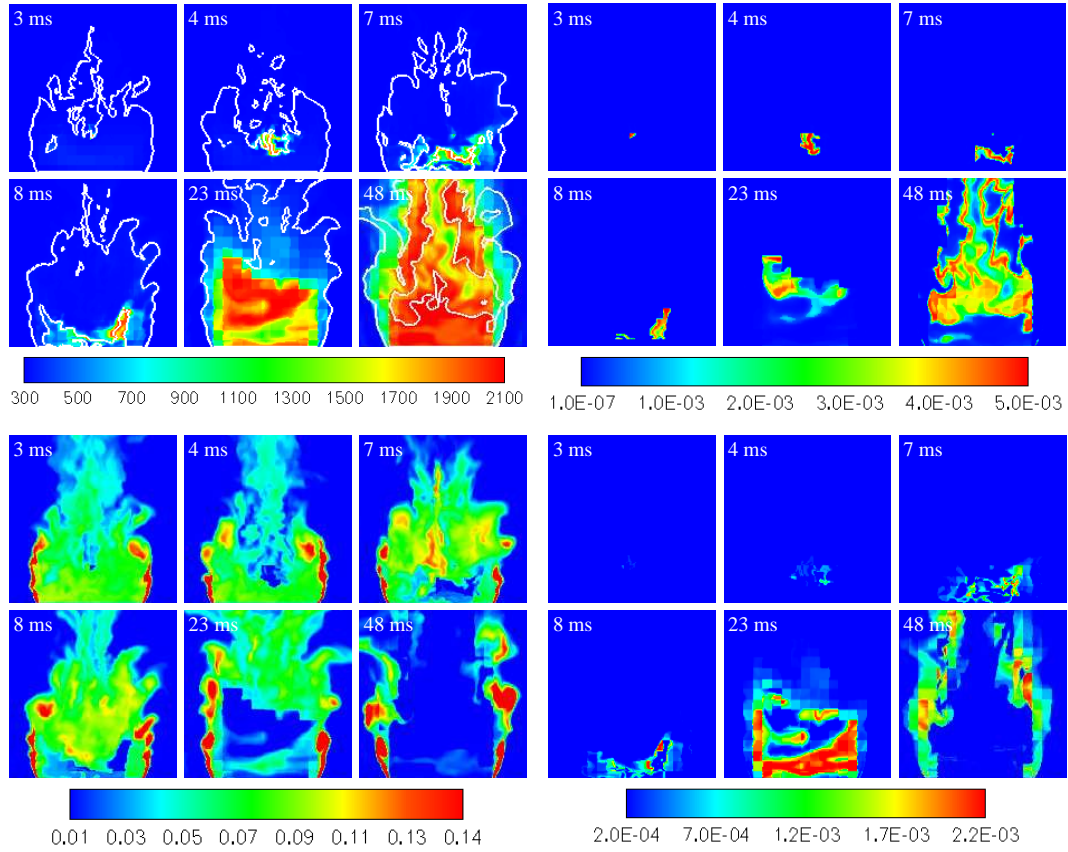 3 ms 4 ms 7 ms 3 ms 4 ms 7 ms
8 ms 23 ms 48 ms 8 ms 23 ms 48 ms
300 500 700 900 1100 1300 1500 1700 1900 2100
1.0E-07 1.0E-03 2.0E-03 3.0E-03 4.0E-03 5.0E-03
3 ms 4 ms 7 ms 3 ms 4 ms 7 ms
8 ms 23 ms 48 ms 8 ms 23 ms 48 ms
0.01 0.03 0.05 0.07 0.09 0.11 0.13 0.14
2.0E-04 7.0E-04 1.2E-03 1.7E-03 2.2E-03